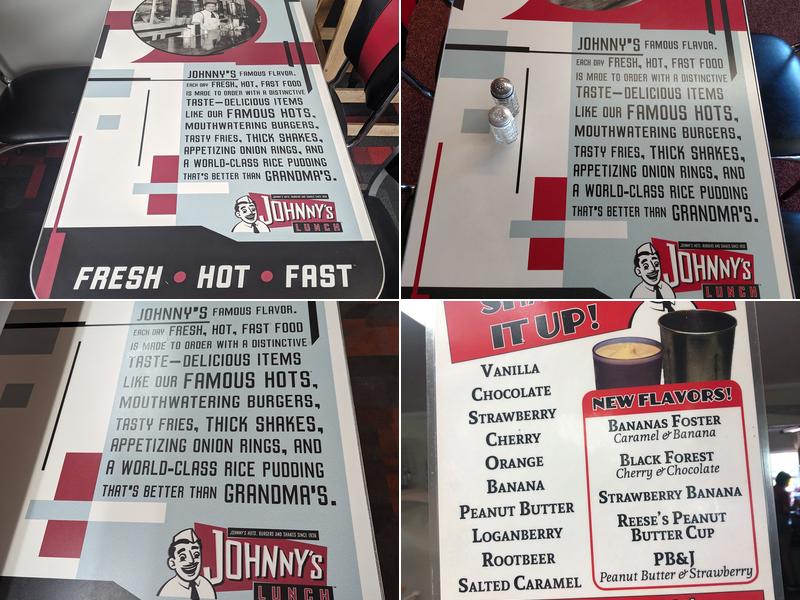 JOHNNY'S FAMOUS FLAVOR.
EACH DAY FRESH, HOT, FAST FOOD
IS MADE TO ORDER WITH A DISTINCTIVE
TASTE—DELICIOUS ITEMS
LIKE OUR FAMOUS HOTS,
MOUTHWATERING BURGERS,
TASTY FRIES, THICK SHAKES,
APPETIZING ONION RINGS, AND
A WORLD-CLASS RICE PUDDING
THAT'S BETTER THAN GRANDMA'S.
JOHNNY'S HOTS, BURGERS AND SHAKES SINCE 1936
JOHNNY'S
LUNCH
FRESH • HOT • FAST
JOHNNY'S FAMOUS FLAVOR.
EACH DAY FRESH, HOT, FAST FOOD
IS MADE TO ORDER WITH A DISTINCTIVE
TASTE—DELICIOUS ITEMS
LIKE OUR FAMOUS HOTS,
MOUTHWATERING BURGERS,
TASTY FRIES, THICK SHAKES,
APPETIZING ONION RINGS, AND
A WORLD-CLASS RICE PUDDING
THAT'S BETTER THAN GRANDMA'S.
JOHNNY'S HOTS, BURGERS AND SHAKES SINCE 1936
JOHNNY'S
LUNCH
JOHNNY'S FAMOUS FLAVOR.
EACH DAY FRESH, HOT, FAST FOOD
IS MADE TO ORDER WITH A DISTINCTIVE
TASTE—DELICIOUS ITEMS
LIKE OUR FAMOUS HOTS,
MOUTHWATERING BURGERS,
TASTY FRIES, THICK SHAKES,
APPETIZING ONION RINGS, AND
A WORLD-CLASS RICE PUDDING
THAT'S BETTER THAN GRANDMA'S.
JOHNNY'S HOTS, BURGERS AND SHAKES SINCE 1936
JOHNNY'S
LUNCH
IT UP!
VANILLA
CHOCOLATE
STRAWBERRY
CHERRY
ORANGE
BANANA
PEANUT BUTTER
LOGANBERRY
ROOTBEER
SALTED CARAMEL
NEW FLAVORS!
BANANAS FOSTER
Caramel & Banana
BLACK FOREST
Cherry & Chocolate
STRAWBERRY BANANA
REESE'S PEANUT
BUTTER CUP
PB&J
Peanut Butter & Strawberry